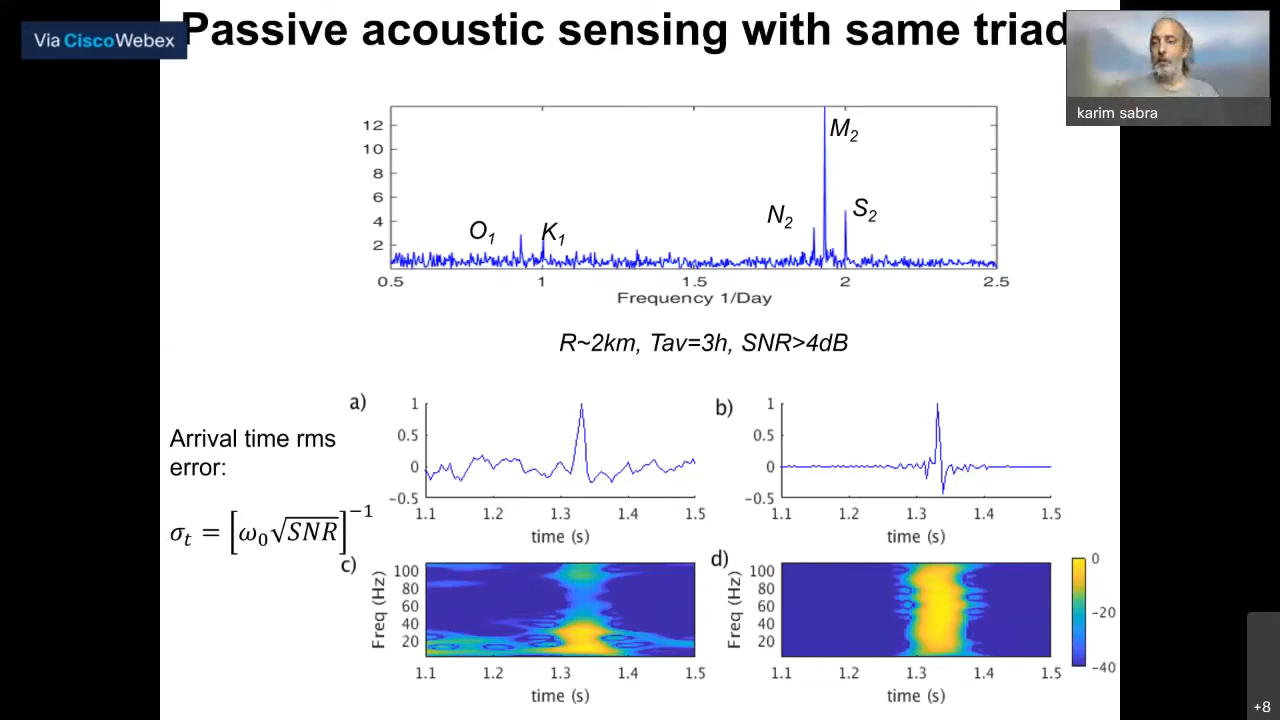 Passive acoustic sensing with same triad
Via Cisco Webex
karim sabra
12
10
8
6
4
2
O1
K1
N2
M2
S2
0.5
1
1.5
2
2.5
Frequency 1/Day
R~2km, Tav=3h, SNR>4dB
Arrival time rms
error:
σt = [ω0√SNR]^−1
a)
1
0.5
0
−0.5
1.1
1.2
1.3
1.4
1.5
time (s)
b)
1
0.5
0
−0.5
1.1
1.2
1.3
1.4
1.5
time (s)
c)
Freq (Hz)
100
80
60
40
20
1.1
1.2
1.3
1.4
1.5
time (s)
d)
Freq (Hz)
100
80
60
40
20
1.1
1.2
1.3
1.4
1.5
time (s)
0
−20
−40
+8